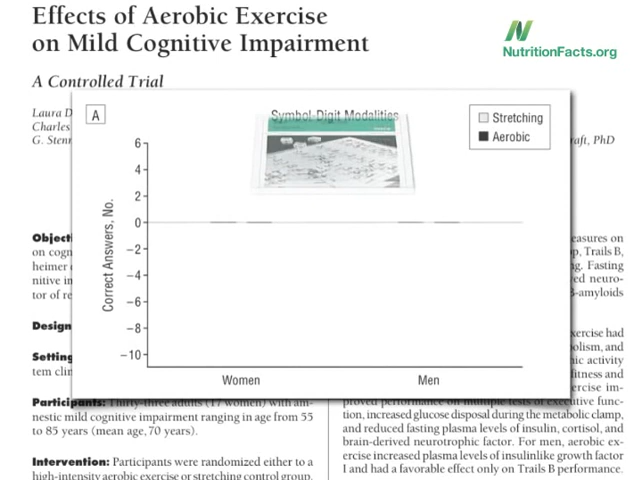 Effects of Aerobic Exercise
on Mild Cognitive Impairment
NutritionFacts.org
A Controlled Trial
Laura D
Charles
G. Stenn
raft, PhD
A
Symbol-Digit Modalities
Stretching
Aerobic
Correct Answers, No.
6
4
2
0
−2
−4
−6
−8
−10
Women
Men
Objecti
on cogn
heimer
nitive in
tor of re
Design
Setting
tem clin
Participants: Thirty-three adults (17 women) with am-
nestic mild cognitive impairment ranging in age from 55
to 85 years (mean age, 70 years).
Intervention: Participants were randomized either to a
high-intensity aerobic exercise or stretching control group.
easures on
p, Trails B,
ng. Fasting
ed neuro-
β-amyloids
xercise had
olism, and
ic activity
fitness and
ercise im-
proved performance on multiple tests of executive func-
tion, increased glucose disposal during the metabolic clamp,
and reduced fasting plasma levels of insulin, cortisol, and
brain-derived neurotrophic factor. For men, aerobic ex-
ercise increased plasma levels of insulinlike growth factor
I and had a favorable effect only on Trails B performance.